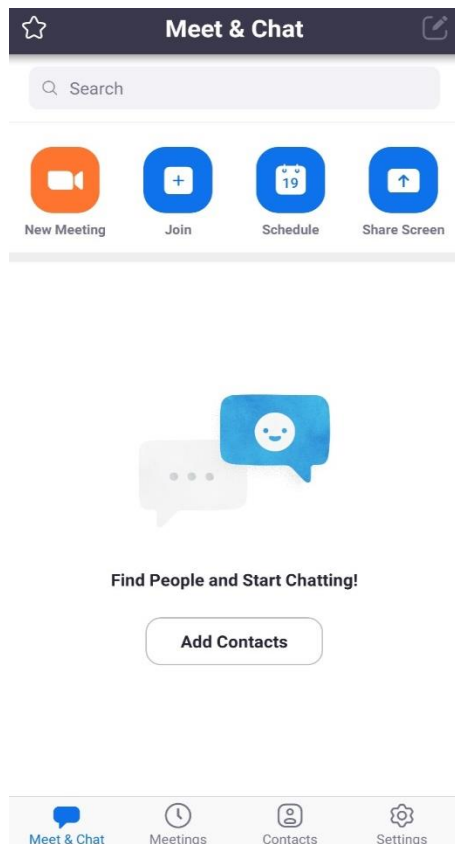 Meet & Chat
Search
19
New Meeting Join Schedule Share Screen
Find People and Start Chatting!
Add Contacts
Meet & Chat Meetings Contacts Settings